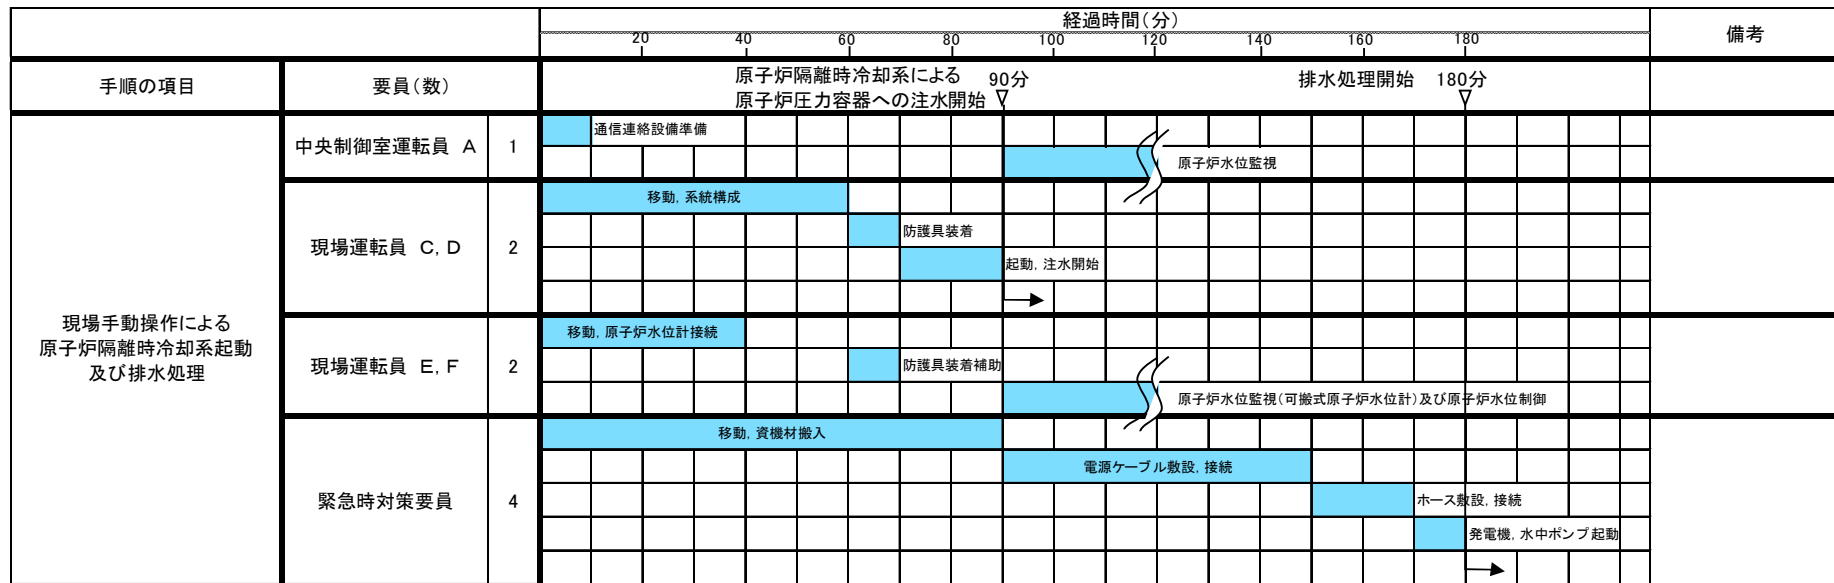 経過時間(分)
備考
20 40 60 80 100 120 140 160 180
手順の項目
要員(数)
原子炉隔離時冷却系による
原子炉圧力容器への注水開始
90分
排水処理開始
180分
現場手動操作による
原子炉隔離時冷却系起動
及び排水処理
中央制御室運転員 A
1
通信連絡設備準備
原子炉水位監視
現場運転員 C, D
2
移動, 系統構成
防護具装着
起動, 注水開始
現場運転員 E, F
2
移動, 原子炉水位計接続
防護具装着補助
原子炉水位監視(可搬式原子炉水位計)及び原子炉水位制御
緊急時対策要員
4
移動, 資機材搬入
電源ケーブル敷設, 接続
ホース敷設, 接続
発電機, 水中ポンプ起動